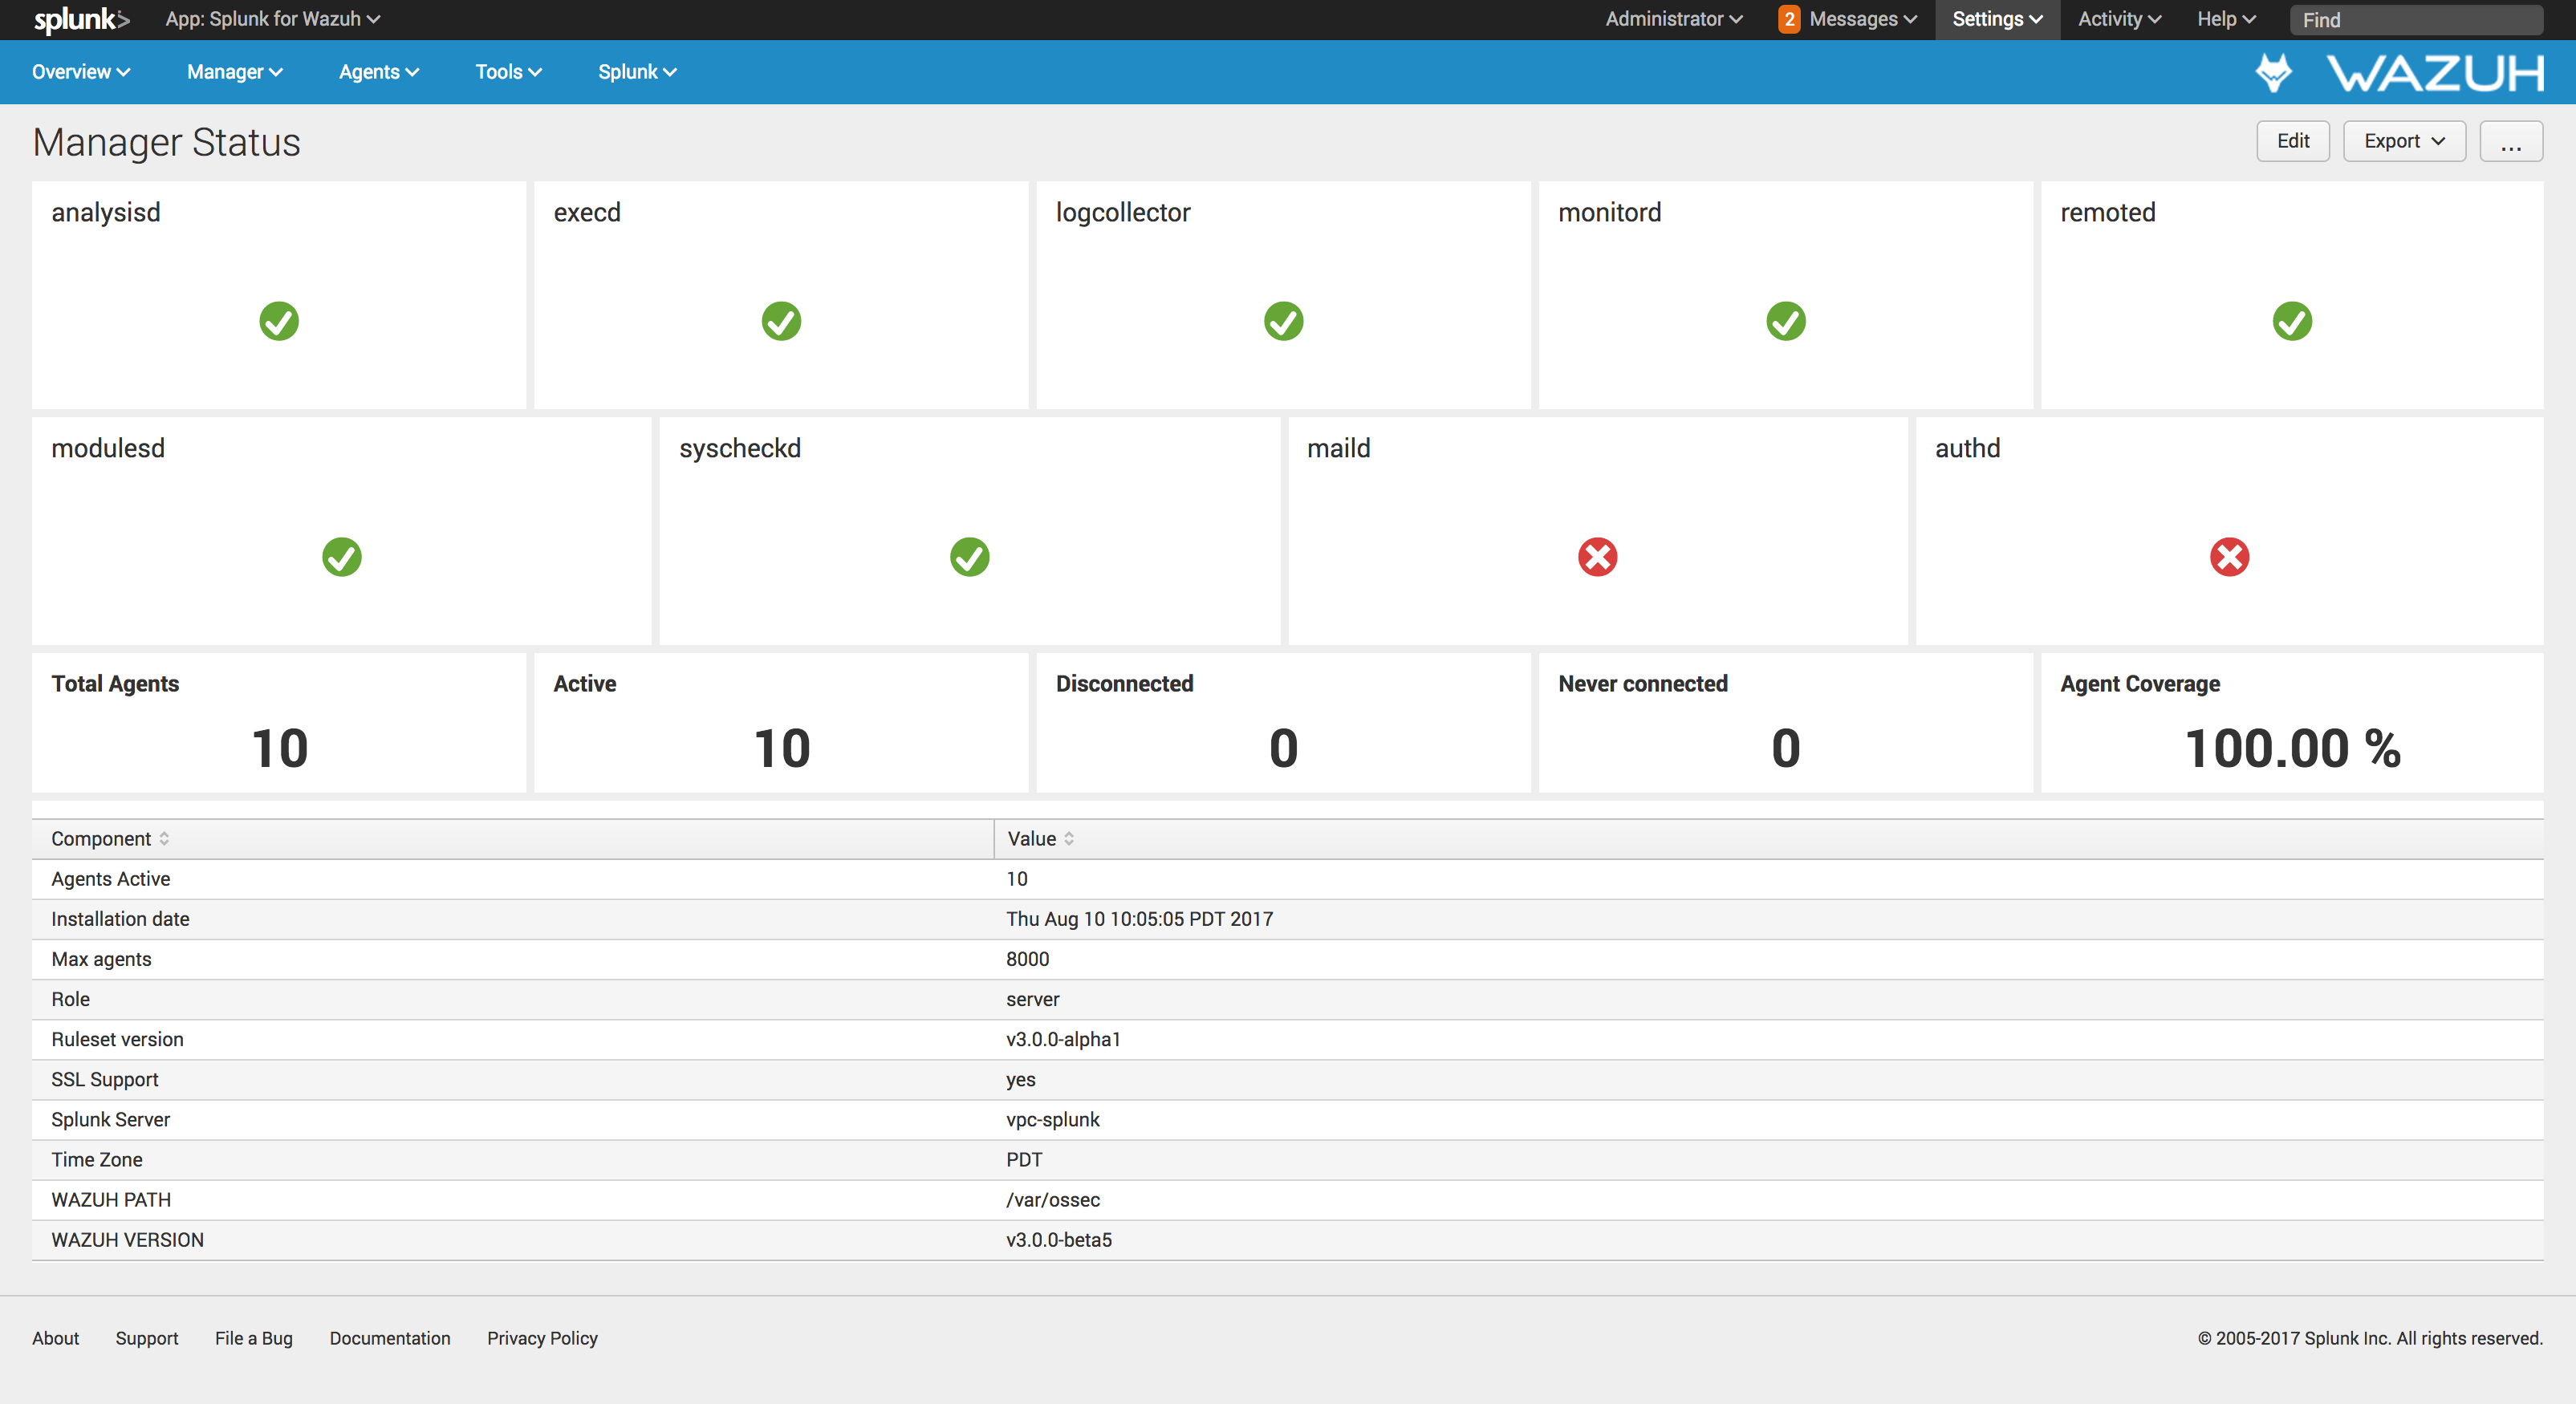 splunk> App: Splunk for Wazuh Administrator 2 Messages Settings Activity Help Find
Overview Manager Agents Tools Splunk WAZUH
Manager Status Edit Export ...
analysisd execd logcollector monitord remoted
modulesd syscheckd maild authd
Total Agents Active Disconnected Never connected Agent Coverage
10 10 0 0 100.00 %
Component Value
Agents Active 10
Installation date Thu Aug 10 10:05:05 PDT 2017
Max agents 8000
Role server
Ruleset version v3.0.0-alpha1
SSL Support yes
Splunk Server vpc-splunk
Time Zone PDT
WAZUH PATH /var/ossec
WAZUH VERSION v3.0.0-beta5
About Support File a Bug Documentation Privacy Policy © 2005-2017 Splunk Inc. All rights reserved.